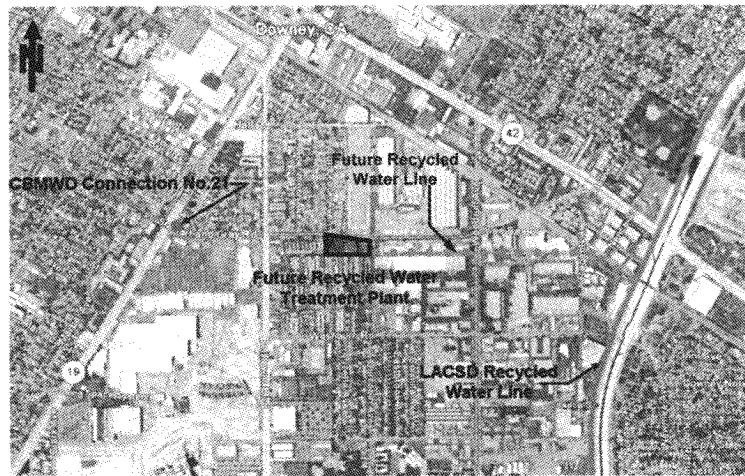 Downey, CA
N
42
Future Recycled
Water Line
CBMWD Connection No.21
Future Recycled Water
Treatment Plant
19
LACSD Recycled
Water Line